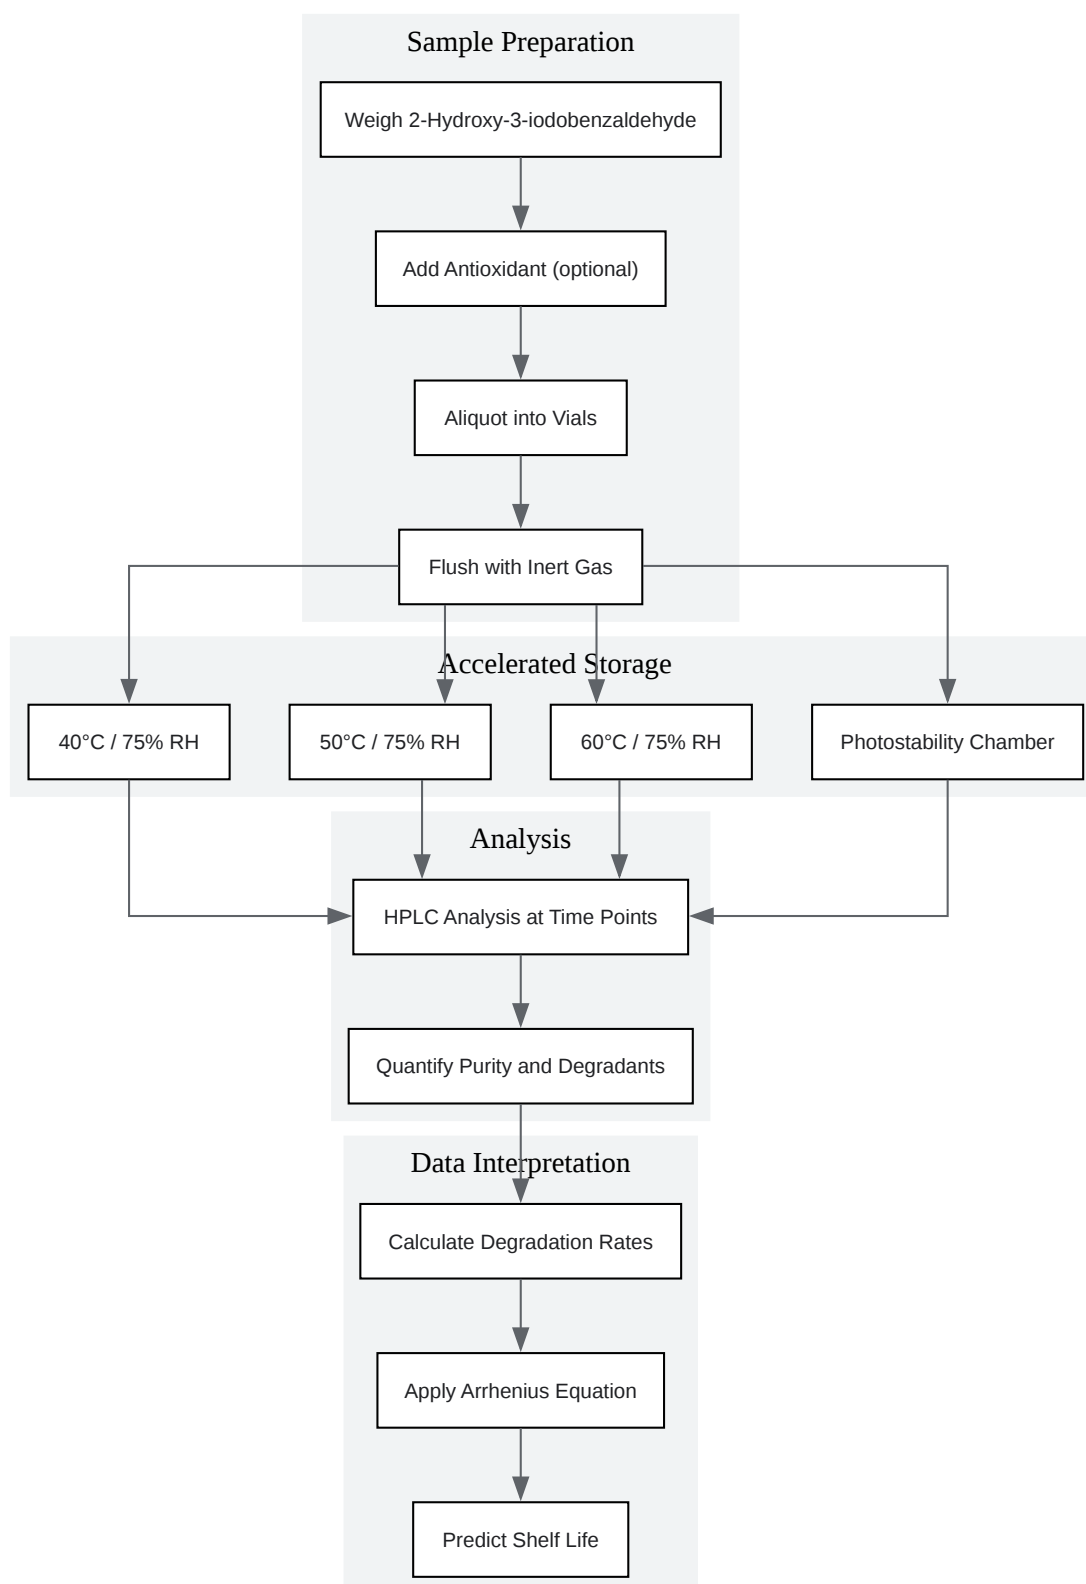 Sample Preparation
Weigh 2-Hydroxy-3-iodobenzaldehyde
Add Antioxidant (optional)
Aliquot into Vials
Flush with Inert Gas
Accelerated Storage
40°C / 75% RH
50°C / 75% RH
60°C / 75% RH
Photostability Chamber
Analysis
HPLC Analysis at Time Points
Quantify Purity and Degradants
Data Interpretation
Calculate Degradation Rates
Apply Arrhenius Equation
Predict Shelf Life